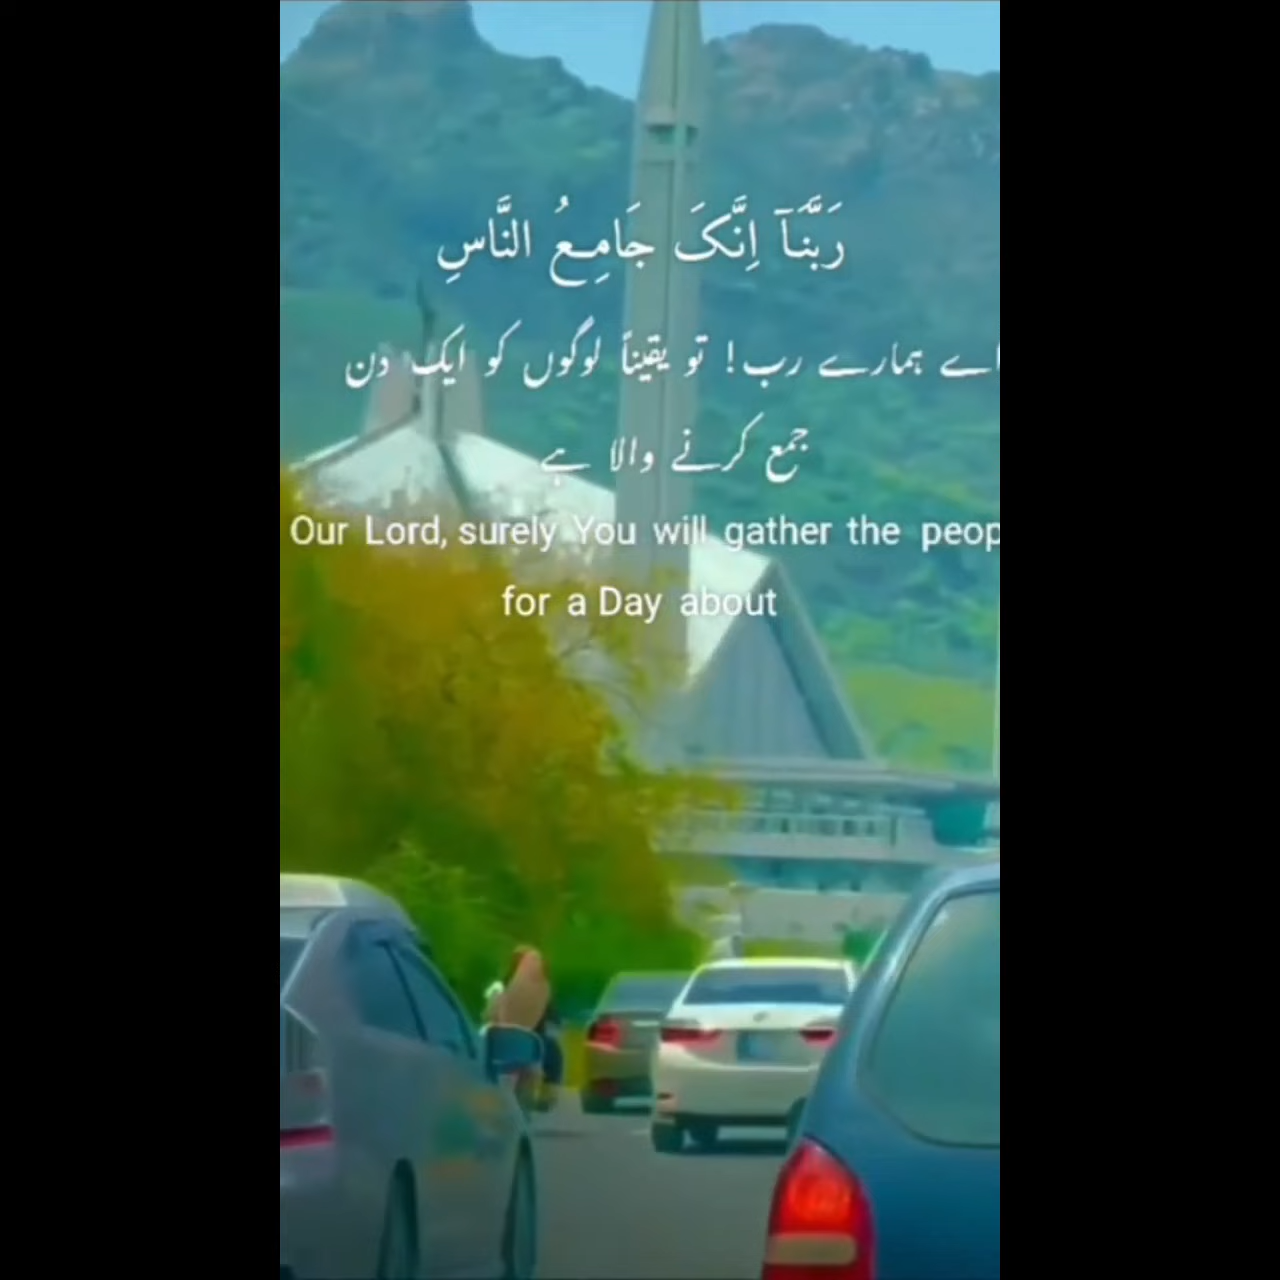 رَبَّنَآ اِنَّکَ جَامِعُ النَّاسِ
اے ہمارے رب! تو یقیناً لوگوں کو ایک دن
جمع کرنے والا ہے
Our Lord, surely You will gather the peop
for a Day about